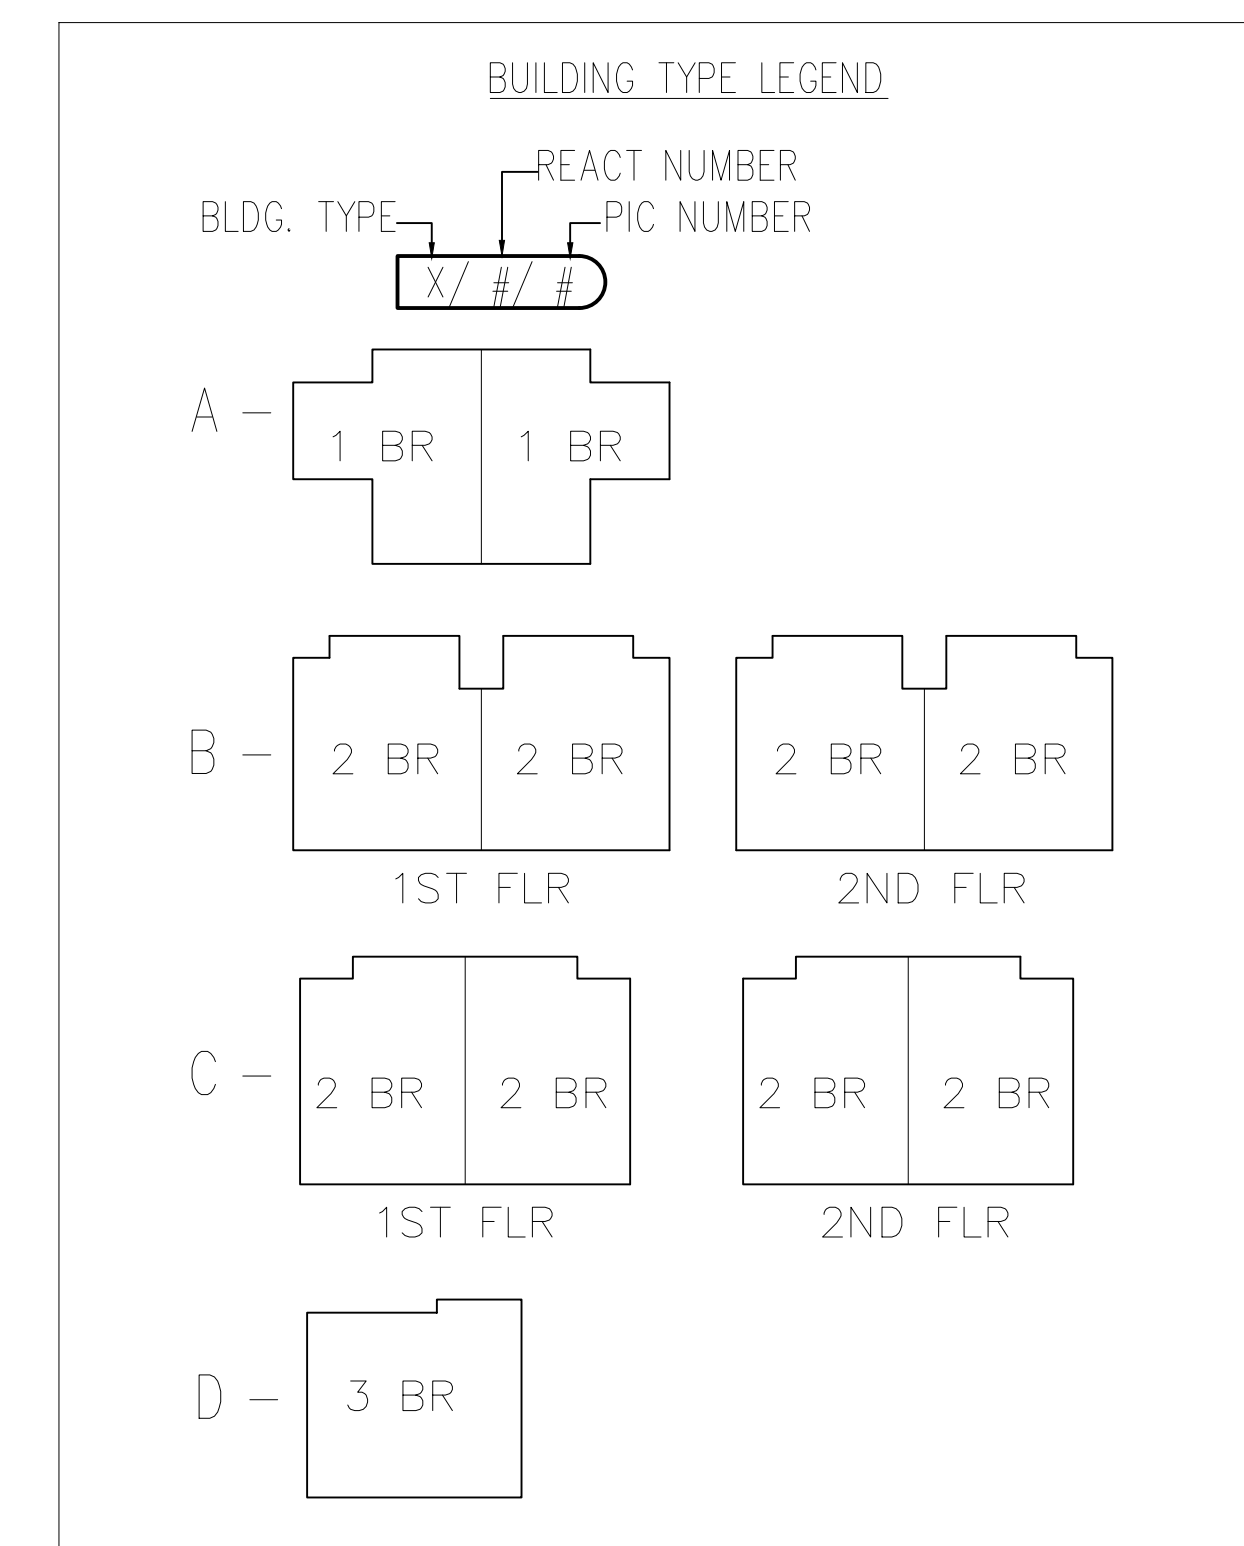 BUILDING TYPE LEGEND
REACT NUMBER
BLDG. TYPE PIC NUMBER
X/ #/ #
A - 1 BR 1 BR
B - 2 BR 2 BR 2 BR 2 BR
1ST FLR 2ND FLR
C - 2 BR 2 BR 2 BR 2 BR
1ST FLR 2ND FLR
D - 3 BR